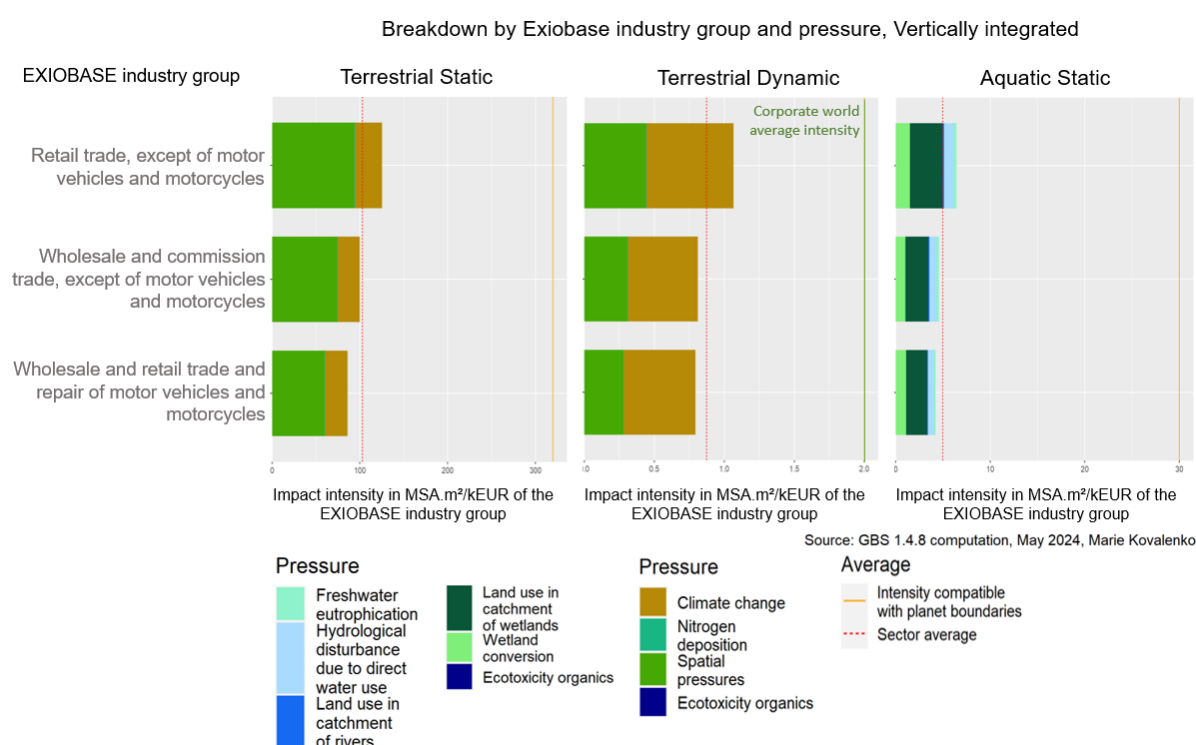 Breakdown by Exiobase industry group and pressure, Vertically integrated
EXIOBASE industry group
Terrestrial Static
Terrestrial Dynamic
Aquatic Static
Corporate world
average intensity
Retail trade, except of motor
vehicles and motorcycles
Wholesale and commission
trade, except of motor vehicles
and motorcycles
Wholesale and retail trade and
repair of motor vehicles and
motorcycles
0 100 200 300
.0 0.5 1.0 1.5 2.0
0 10 20 30
Impact intensity in MSA.m²/kEUR of the
EXIOBASE industry group
Impact intensity in MSA.m²/kEUR of the
EXIOBASE industry group
Impact intensity in MSA.m²/kEUR of the
EXIOBASE industry group
Source: GBS 1.4.8 computation, May 2024, Marie Kovalenko
Pressure
Freshwater
eutrophication
Hydrological
disturbance
due to direct
water use
Land use in
catchment
of rivers
Land use in
catchment
of wetlands
Wetland
conversion
Ecotoxicity organics
Pressure
Climate change
Nitrogen
deposition
Spatial
pressures
Ecotoxicity organics
Average
Intensity compatible
with planet boundaries
Sector average